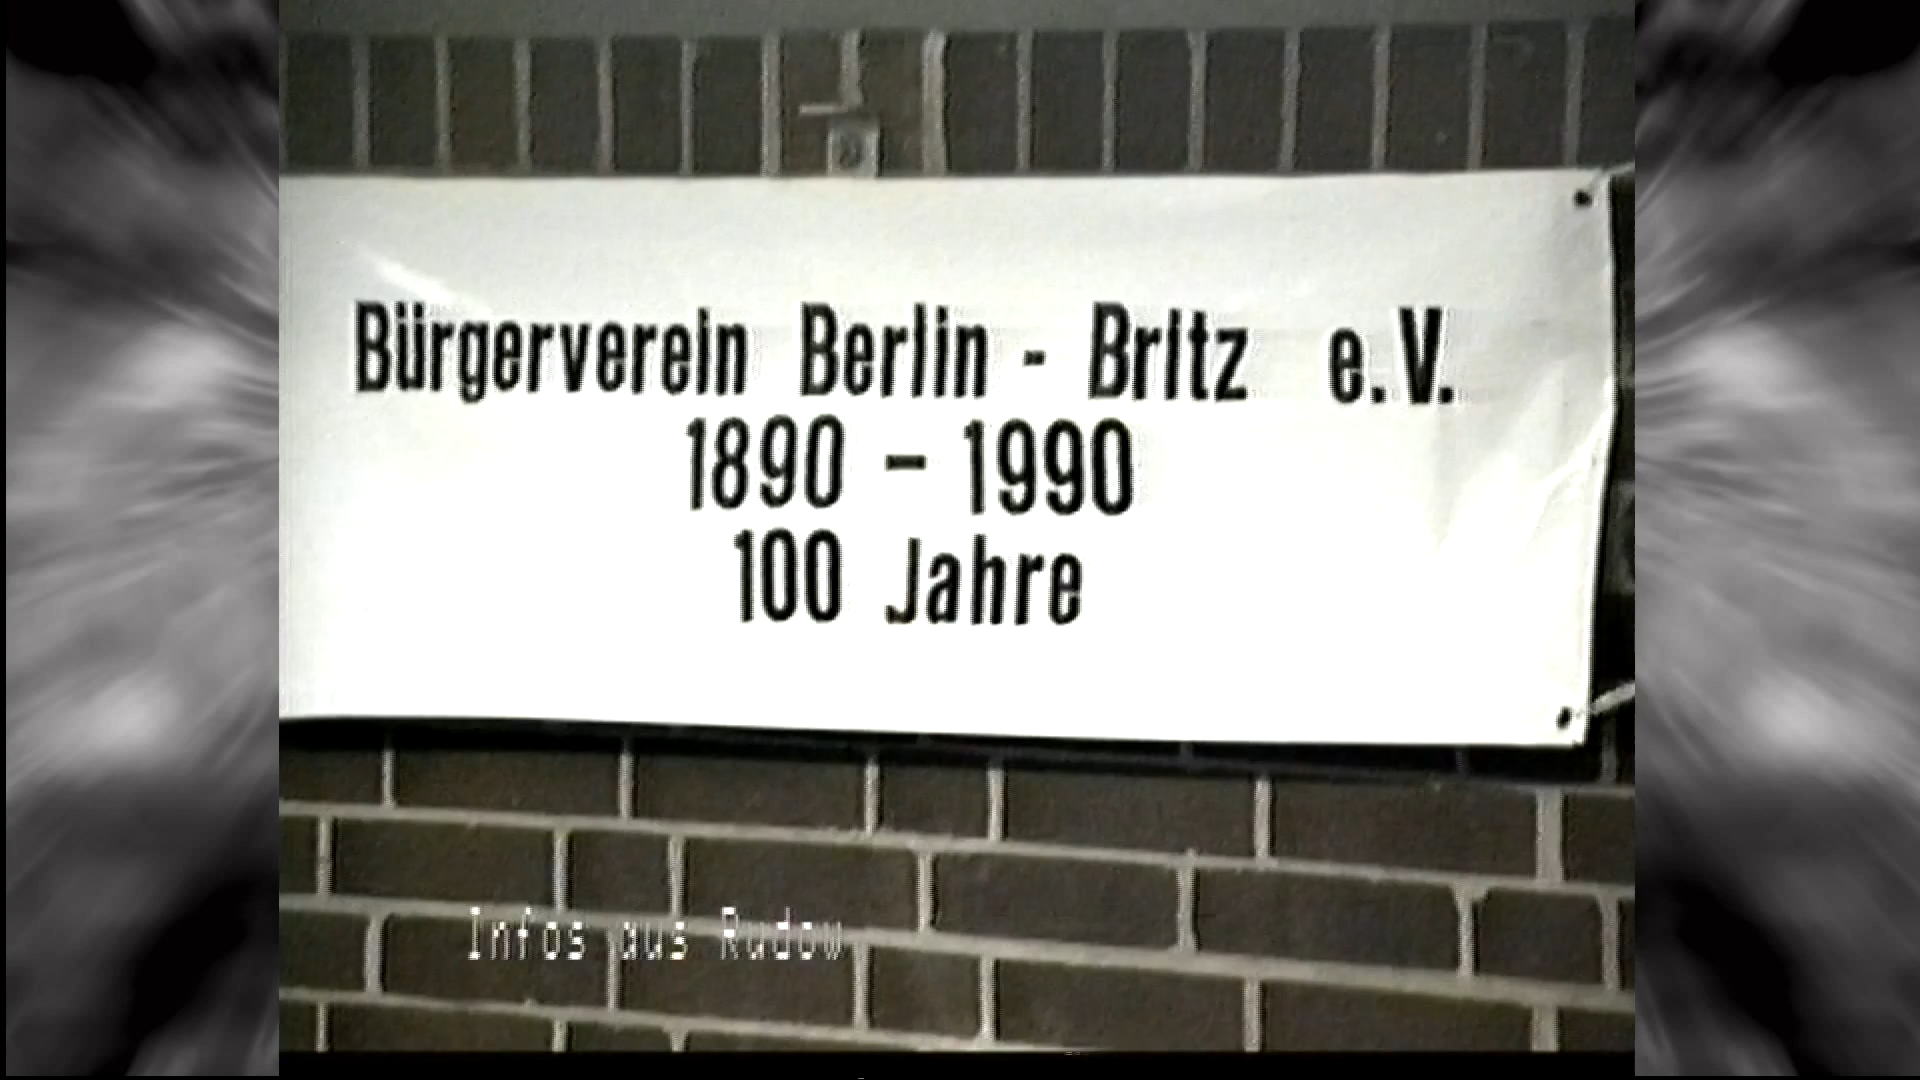 Bürgerverein Berlin - Britz e.V.
1890 - 1990
100 Jahre
Infos aus Rudow